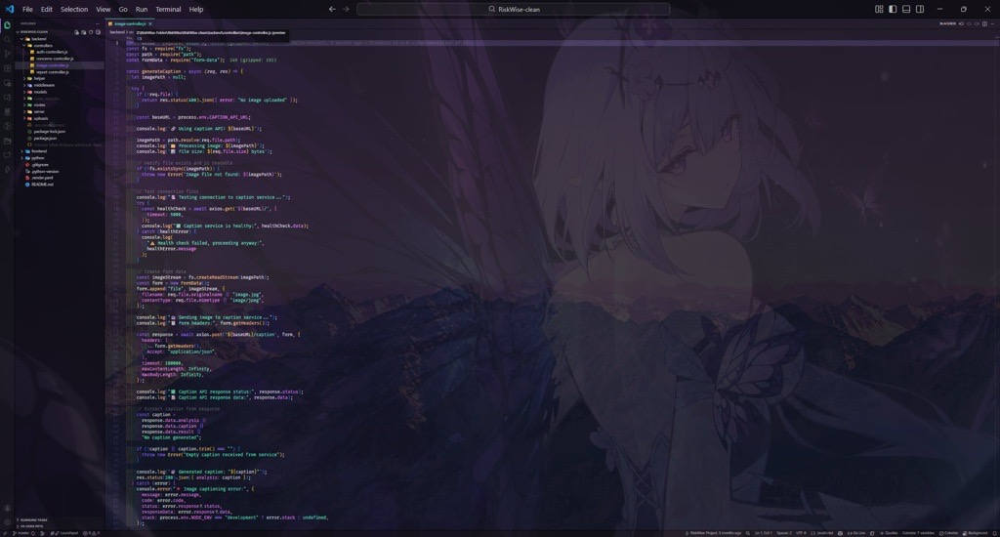 File Edit Selection View Go Run Terminal Help
RiskWise-clean
EXPLORER
RISKWISE-CLEAN
backend
controllers
auth-controllers.js
concerns-controller.js
image-controller.js
report-controller.js
helper
middleware
models
routes
server
uploads
package-lock.json
package.json
frontend
python
.gitignore
.python-version
render.yaml
README.md
image-controller.js
const fs = require("fs");
const path = require("path");
const FormData = require("form-data");
const generateCaption = async (req, res) => {
let imagePath = null;
try {
if (!req.file) {
return res.status(400).json({ error: "No image uploaded" });
}
const baseURL = process.env.CAPTION_API_URL;
console.log(`🔗 Using caption API: ${baseURL}`);
imagePath = path.resolve(req.file.path);
console.log(` Processing image: ${imagePath}`);
console.log(` File size: ${req.file.size} bytes`);
// Verify file exists and is readable
if (!fs.existsSync(imagePath)) {
throw new Error(`Image file not found: ${imagePath}`);
}
// Test connection first
console.log(" Testing connection to caption service...");
try {
const healthCheck = await axios.get(`${baseURL}/`, {
timeout: 5000,
});
console.log(" Caption service is healthy:", healthCheck.data);
} catch (healthError) {
console.log(
"⚠️ Health check failed, proceeding anyway:",
healthError.message
);
}
// Create form data
const imageStream = fs.createReadStream(imagePath);
const form = new FormData();
form.append("file", imageStream, {
filename: req.file.originalname || "image.jpg",
contentType: req.file.mimetype || "image/jpeg",
});
console.log(" Sending image to caption service...");
console.log(" Form headers:", form.getHeaders());
const response = await axios.post(`${baseURL}/caption`, form, {
headers: {
...form.getHeaders(),
Accept: "application/json",
},
timeout: 180000,
maxContentLength: Infinity,
maxBodyLength: Infinity,
});
console.log(" Caption API response status:", response.status);
console.log(" Caption API response data:", response.data);
// Extract caption from response
const caption =
response.data.analysis ||
response.data.caption ||
response.data.result ||
"No caption generated";
if (!caption || caption.trim() === "") {
throw new Error("Empty caption received from service");
}
console.log(` Generated caption: "${caption}"`);
res.status(200).json({ analysis: caption });
} catch (error) {
console.error(" Image captioning error:", {
message: error.message,
code: error.code,
status: error.response?.status,
responseData: error.response?.data,
stack: process.env.NODE_ENV === "development" ? error.stack : undefined,
});